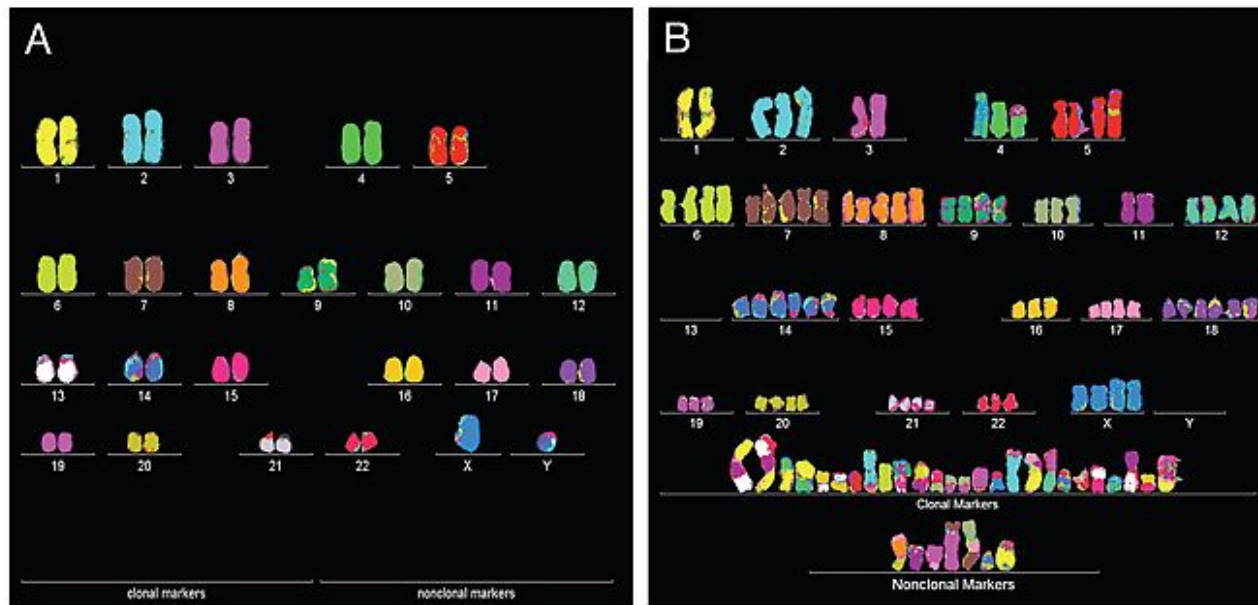 A
1 2 3 4 5
6 7 8 9 10 11 12
13 14 15 16 17 18
19 20 21 22 X Y
clonal markers nonclonal markers
B
1 2 3 4 5
6 7 8 9 10 11 12
13 14 15 16 17 18
19 20 21 22 X Y
Clonal Markers
Nonclonal Markers